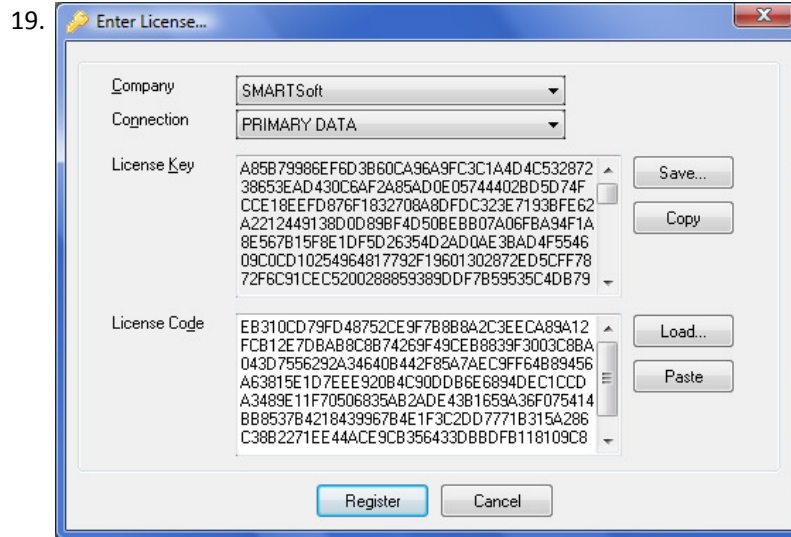 19.
Enter License...
Company
SMARTSoft
Connection
PRIMARY DATA
License Key
A85B79986EF6D3B60CA96A9FC3C1A4D4C532872
38653EAD430C6AF2A85AD0E05744402BD5D74F
CCE18EEFD876F1832708A8DFDC323E7193BFE62
A2212449138D0D89BF4D50BEBB07A06FBA94F1A
8E567B15F8E1DF5D26354D2AD0AE3BAD4F5546
09C0CD10254964817792F19601302872ED5CFF78
72F6C91CEC5200288859389DDF7B59535C4DB79
Save...
Copy
License Code
EB310CD79FD48752CE9F7B8B8A2C3EECA89A12
FCB12E7DBAB8C8B74269F49CEB8839F3003C8BA
043D7556292A34640B442F85A7AEC9FF64B89456
A63815E1D7EEE920B4C90DDB6E6894DEC1CCD
A3489E11F70506835AB2ADE43B1659A36F075414
BB8537B4218439967B4E1F3C2DD7771B315A286
C38B2271EE44ACE9CB356433DBBDFB118109C8
Load...
Paste
Register
Cancel